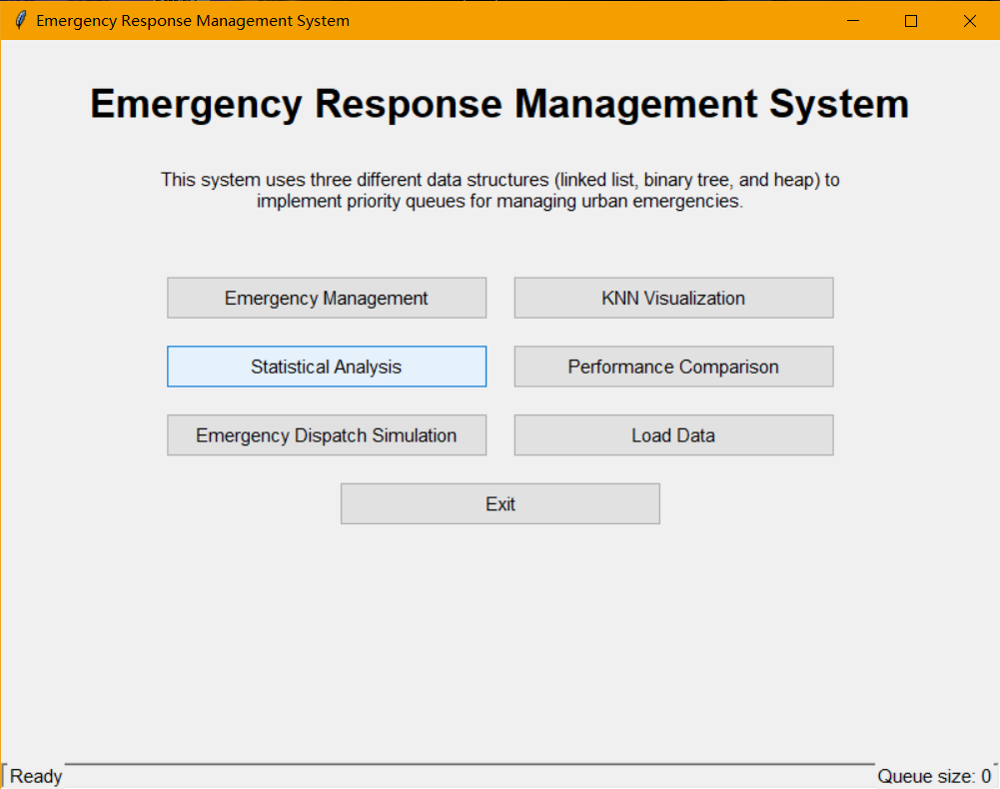 Emergency Response Management System
Emergency Response Management System
This system uses three different data structures (linked list, binary tree, and heap) to
implement priority queues for managing urban emergencies.
Emergency Management
KNN Visualization
Statistical Analysis
Performance Comparison
Emergency Dispatch Simulation
Load Data
Exit
Ready
Queue size: 0